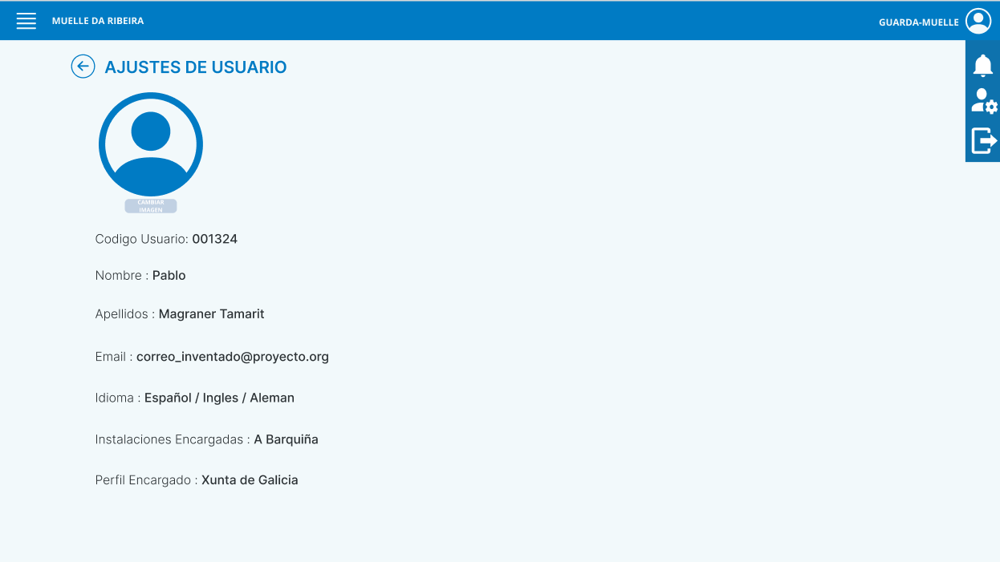 MUELLE DA RIBEIRA
GUARDA-MUELLE
AJUSTES DE USUARIO
CAMBIAR
IMAGEN
Codigo Usuario: 001324
Nombre : Pablo
Apellidos : Magraner Tamarit
Email : correo_inventado@proyecto.org
Idioma : Español / Ingles / Aleman
Instalaciones Encargadas : A Barquiña
Perfil Encargado : Xunta de Galicia